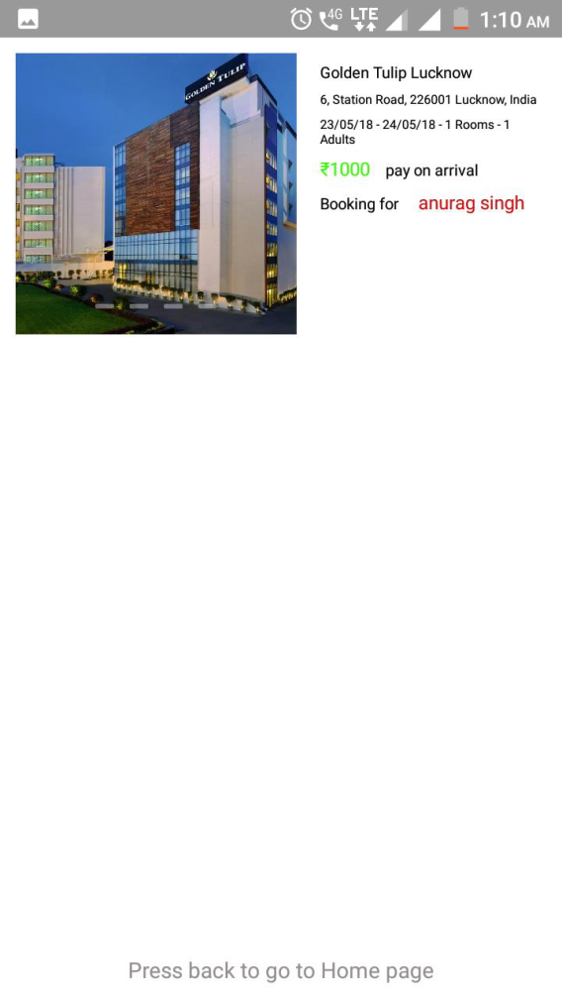 4G LTE 1:10 AM
GOLDEN TULIP
Golden Tulip Lucknow
6, Station Road, 226001 Lucknow, India
23/05/18 - 24/05/18 - 1 Rooms - 1
Adults
₹1000 pay on arrival
Booking for anurag singh
Press back to go to Home page